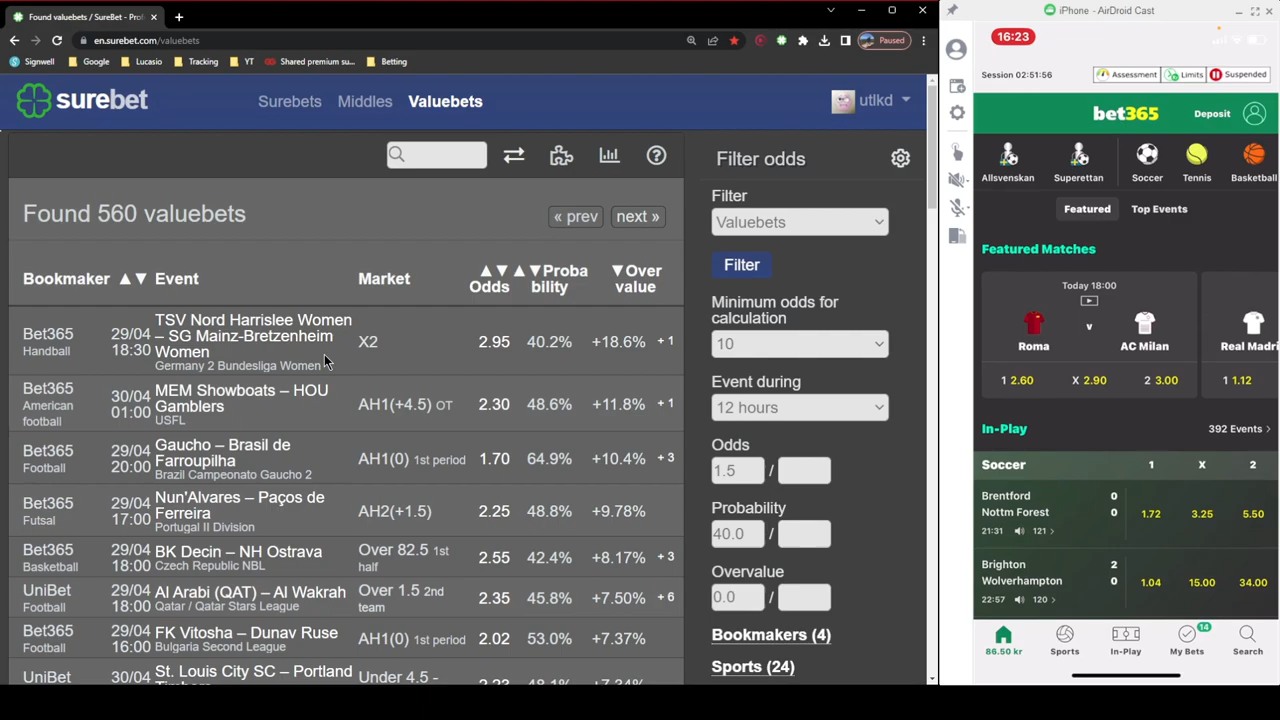 Found valuebets / SureBet - Pro
en.surebet.com/valuebets
Paused
Signwell
Google
Lucasio
Tracking
YT
Shared premium su...
Betting
surebet
Surebets
Middles
Valuebets
utlkd
Found 560 valuebets
« prev
next »
Bookmaker ▲▼ Event
Market
▲▼ Odds
▲▼Proba
bility
▼Over
value
Bet365
Handball
29/04
18:30
TSV Nord Harrislee Women
– SG Mainz-Bretzenheim
Women
Germany 2 Bundesliga Women
X2
2.95
40.2%
+18.6%
+ 1
Bet365
American
football
30/04
01:00
MEM Showboats – HOU
Gamblers
USFL
AH1(+4.5) OT
2.30
48.6%
+11.8%
+ 1
Bet365
Football
29/04
20:00
Gaucho – Brasil de
Farroupilha
Brazil Campeonato Gaucho 2
AH1(0) 1st period
1.70
64.9%
+10.4%
+ 3
Bet365
Futsal
29/04
17:00
Nun'Alvares – Paços de
Ferreira
Portugal II Division
AH2(+1.5)
2.25
48.8%
+9.78%
Bet365
Basketball
29/04
18:00
BK Decin – NH Ostrava
Czech Republic NBL
Over 82.5 1st
half
2.55
42.4%
+8.17%
+ 3
UniBet
Football
29/04
18:00
Al Arabi (QAT) – Al Wakrah
Qatar / Qatar Stars League
Over 1.5 2nd
team
2.35
45.8%
+7.50%
+ 6
Bet365
Football
29/04
16:00
FK Vitosha – Dunav Ruse
Bulgaria Second League
AH1(0) 1st period
2.02
53.0%
+7.37%
UniBet
30/04
St. Louis City SC – Portland
Under 4.5 -
Filter odds
Filter
Valuebets
Filter
Minimum odds for
calculation
10
Event during
12 hours
Odds
1.5 /
Probability
40.0 /
Overvalue
0.0 /
Bookmakers (4)
Sports (24)
iPhone - AirDroid Cast
16:23
Session 02:51:56
Assessment
Limits
Suspended
bet365
Deposit
Allsvenskan
Superettan
Soccer
Tennis
Basketball
Featured
Top Events
Featured Matches
Today 18:00
v
Roma
AC Milan
Real Madri
1 2.60
X 2.90
2 3.00
1 1.12
In-Play
392 Events >
Soccer
1
X
2
Brentford 0
Nottm Forest 0
21:31
121 >
1.72
3.25
5.50
Brighton 2
Wolverhampton 0
22:57
120 >
1.04
15.00
34.00
14
86.50 kr
Sports
In-Play
My Bets
Search